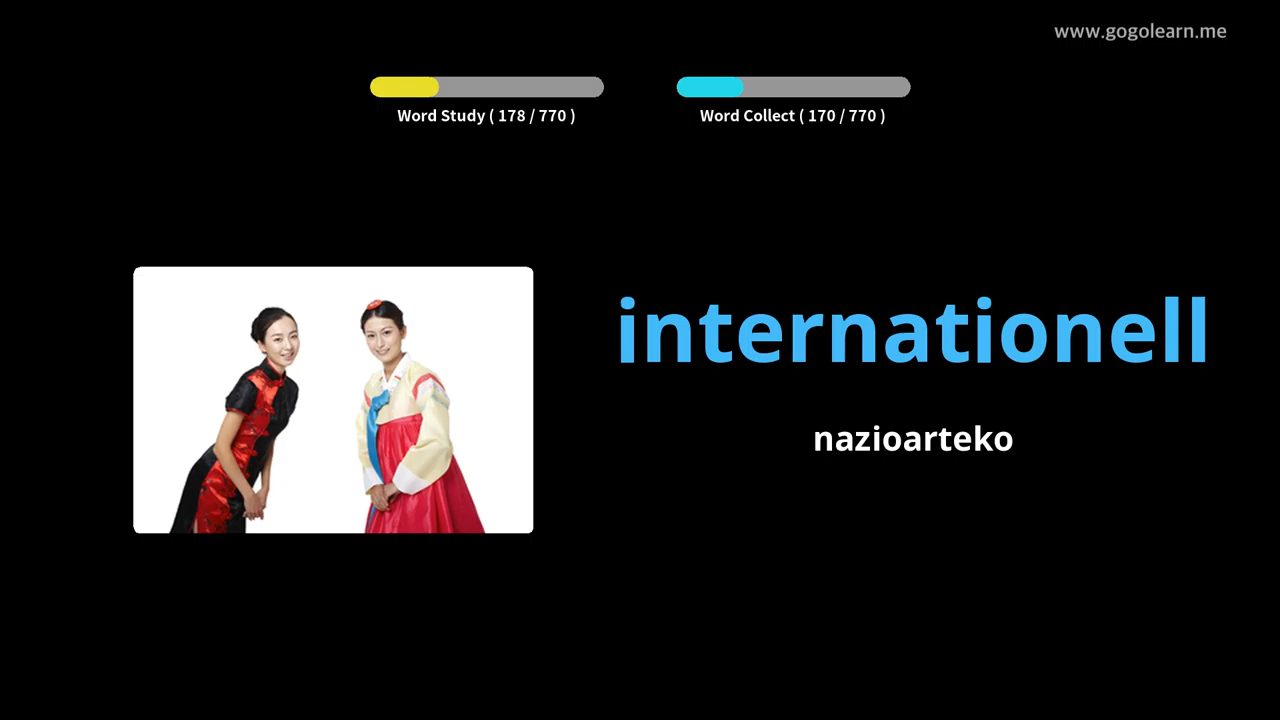 www.gogolearn.me
Word Study ( 178 / 770 )
Word Collect ( 170 / 770 )
internationell
nazioarteko